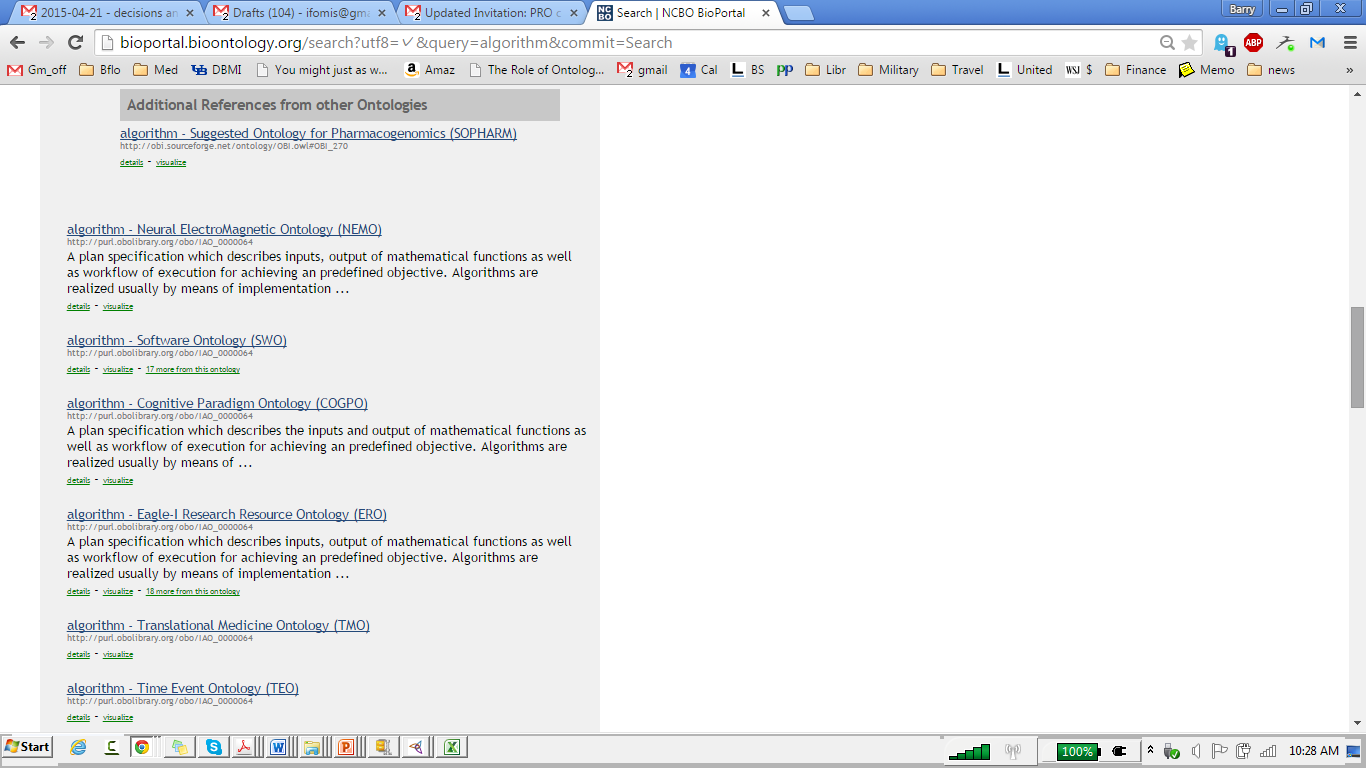 2015-04-21 - decisions an
Drafts (104) - ifomis@gma
Updated Invitation: PRO c
Search | NCBO BioPortal
Barry
bioportal.bioontology.org/search?utf8=✓&query=algorithm&commit=Search
1
ABP
Gm_off
Bflo
Med
DBMI
You might just as w...
Amaz
The Role of Ontolog...
gmail
Cal
BS
Libr
Military
Travel
United
WSJ
$
Finance
Memo
news
»
Additional References from other Ontologies
algorithm - Suggested Ontology for Pharmacogenomics (SOPHARM)
http://obi.sourceforge.net/ontology/OBI.owl#OBI_270
details - visualize
algorithm - Neural ElectroMagnetic Ontology (NEMO)
http://purl.obolibrary.org/obo/IAO_0000064
A plan specification which describes inputs, output of mathematical functions as well
as workflow of execution for achieving an predefined objective. Algorithms are
realized usually by means of implementation ...
details - visualize
algorithm - Software Ontology (SWO)
http://purl.obolibrary.org/obo/IAO_0000064
details - visualize - 17 more from this ontology
algorithm - Cognitive Paradigm Ontology (COGPO)
http://purl.obolibrary.org/obo/IAO_0000064
A plan specification which describes the inputs and output of mathematical functions as
well as workflow of execution for achieving an predefined objective. Algorithms are
realized usually by means of ...
details - visualize
algorithm - Eagle-I Research Resource Ontology (ERO)
http://purl.obolibrary.org/obo/IAO_0000064
A plan specification which describes inputs, output of mathematical functions as well
as workflow of execution for achieving an predefined objective. Algorithms are
realized usually by means of implementation ...
details - visualize - 18 more from this ontology
algorithm - Translational Medicine Ontology (TMO)
http://purl.obolibrary.org/obo/IAO_0000064
details - visualize
algorithm - Time Event Ontology (TEO)
http://purl.obolibrary.org/obo/IAO_0000064
details - visualize
Start
100%
10:28 AM